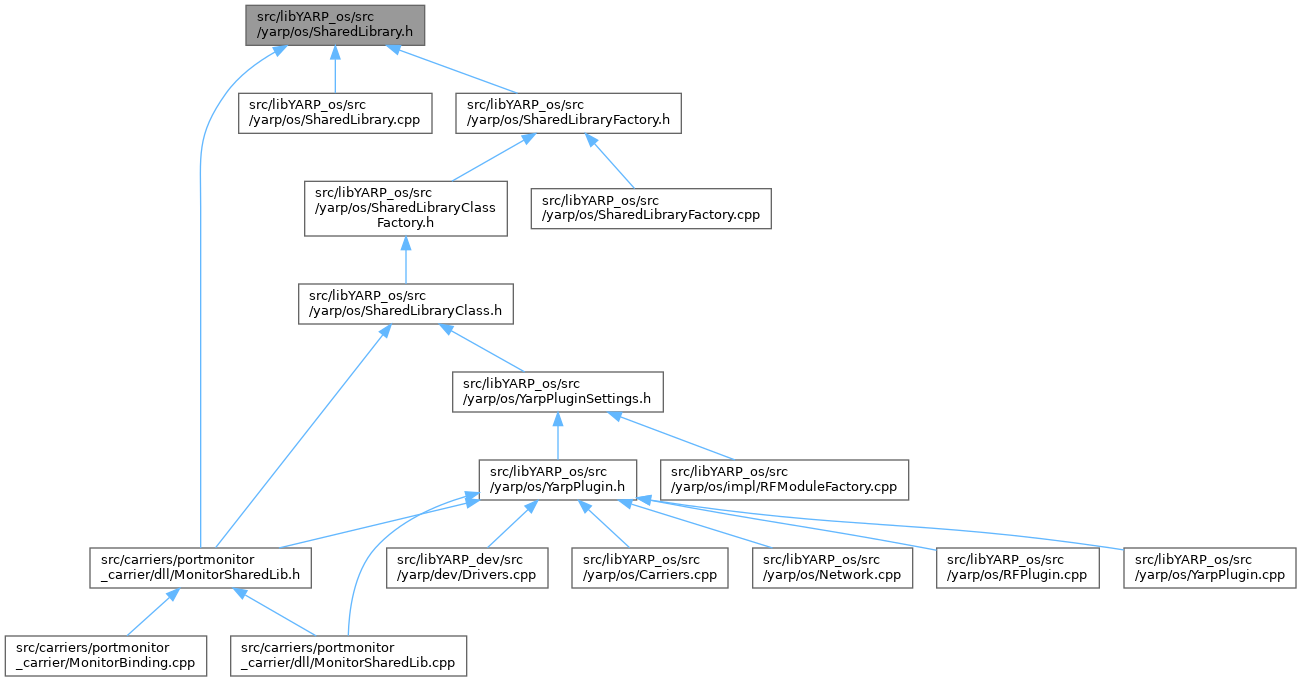 src/libYARP_os/src
/yarp/os/SharedLibrary.h
src/libYARP_os/src
/yarp/os/SharedLibrary.cpp
src/libYARP_os/src
/yarp/os/SharedLibraryFactory.h
src/libYARP_os/src
/yarp/os/SharedLibraryClass
Factory.h
src/libYARP_os/src
/yarp/os/SharedLibraryFactory.cpp
src/libYARP_os/src
/yarp/os/SharedLibraryClass.h
src/libYARP_os/src
/yarp/os/YarpPluginSettings.h
src/libYARP_os/src
/yarp/os/YarpPlugin.h
src/libYARP_os/src
/yarp/os/impl/RFModuleFactory.cpp
src/carriers/portmonitor
_carrier/dll/MonitorSharedLib.h
src/libYARP_dev/src
/yarp/dev/Drivers.cpp
src/libYARP_os/src
/yarp/os/Carriers.cpp
src/libYARP_os/src
/yarp/os/Network.cpp
src/libYARP_os/src
/yarp/os/RFPlugin.cpp
src/libYARP_os/src
/yarp/os/YarpPlugin.cpp
src/carriers/portmonitor
_carrier/MonitorBinding.cpp
src/carriers/portmonitor
_carrier/dll/MonitorSharedLib.cpp